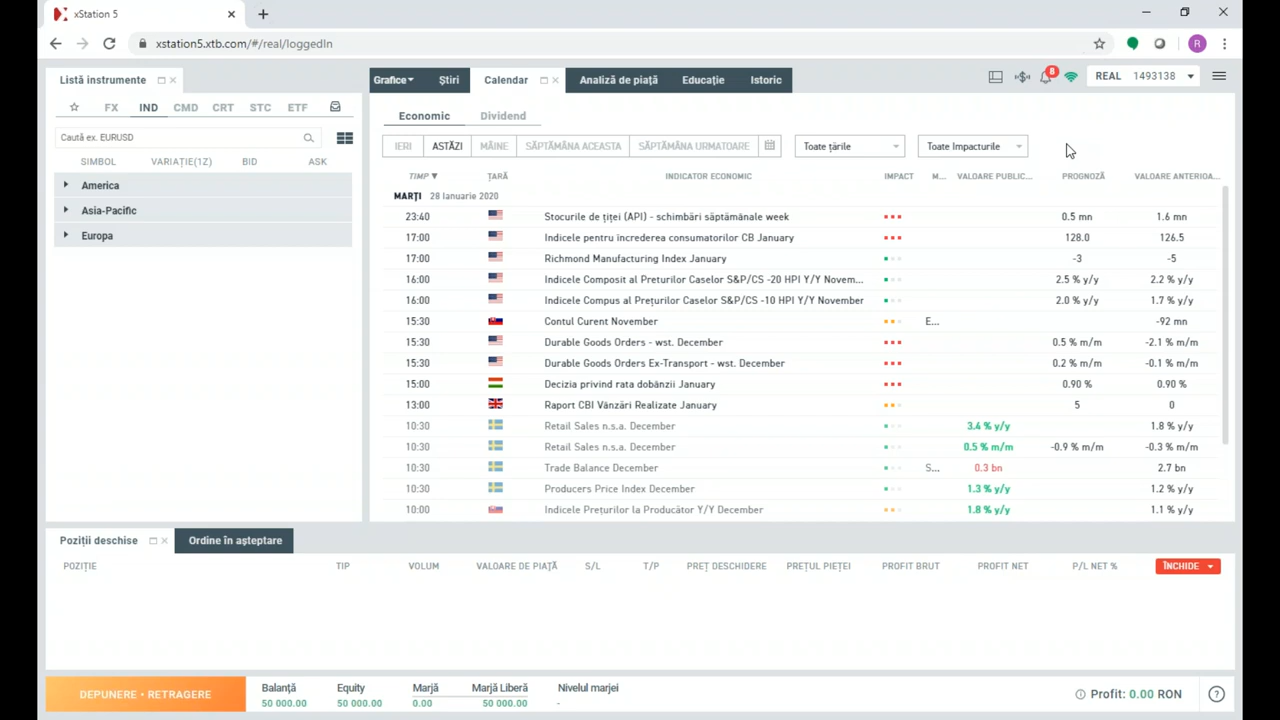 xStation 5
xstation5.xtb.com/#/real/loggedIn
R
Listă instrumente
Grafice
Știri
Calendar
Analiză de piață
Educație
Istoric
8
REAL 1493138
FX IND CMD CRT STC ETF
Caută ex. EURUSD
SIMBOL VARIAȚIE(1Z) BID ASK
America
Asia-Pacific
Europa
Economic Dividend
IERI ASTĂZI MÂINE SĂPTĂMÂNA ACEASTA SĂPTĂMÂNA URMATOARE
Toate țările
Toate Impacturile
TIMP ▼ ȚARĂ INDICATOR ECONOMIC IMPACT M... VALOARE PUBLIC... PROGNOZĂ VALOARE ANTERIOA...
MARȚI 28 Ianuarie 2020
23:40 Stocurile de țiței (API) - schimbări săptămânale week 0.5 mn 1.6 mn
17:00 Indicele pentru încrederea consumatorilor CB January 128.0 126.5
17:00 Richmond Manufacturing Index January -3 -5
16:00 Indicele Composit al Preturilor Caselor S&P/CS -20 HPI Y/Y Novem... 2.5 % y/y 2.2 % y/y
16:00 Indicele Compus al Prețurilor Caselor S&P/CS -10 HPI Y/Y November 2.0 % y/y 1.7 % y/y
15:30 Contul Curent November E... -92 mn
15:30 Durable Goods Orders - wst. December 0.5 % m/m -2.1 % m/m
15:30 Durable Goods Orders Ex-Transport - wst. December 0.2 % m/m -0.1 % m/m
15:00 Decizia privind rata dobânzii January 0.90 % 0.90 %
13:00 Raport CBI Vânzări Realizate January 5 0
10:30 Retail Sales n.s.a. December 3.4 % y/y 1.8 % y/y
10:30 Retail Sales n.s.a. December 0.5 % m/m -0.9 % m/m -0.3 % m/m
10:30 Trade Balance December S... 0.3 bn 2.7 bn
10:30 Producers Price Index December 1.3 % y/y 1.2 % y/y
10:00 Indicele Prețurilor la Producător Y/Y December 1.8 % y/y 1.1 % y/y
Poziții deschise
Ordine în așteptare
POZIȚIE TIP VOLUM VALOARE DE PIAȚĂ S/L T/P PREȚ DESCHIDERE PREȚUL PIEȚEI PROFIT BRUT PROFIT NET P/L NET % ÎNCHIDE
DEPUNERE • RETRAGERE
Balanță Equity Marjă Marjă Liberă Nivelul marjei
50 000.00 50 000.00 0.00 50 000.00 -
Profit: 0.00 RON
?